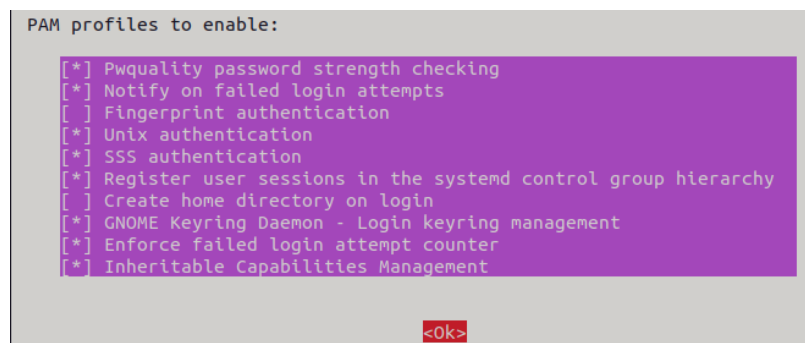 PAM profiles to enable:
[*] Pwquality password strength checking
[*] Notify on failed login attempts
[ ] Fingerprint authentication
[*] Unix authentication
[*] SSS authentication
[*] Register user sessions in the systemd control group hierarchy
[ ] Create home directory on login
[*] GNOME Keyring Daemon - Login keyring management
[*] Enforce failed login attempt counter
[*] Inheritable Capabilities Management
<Ok>